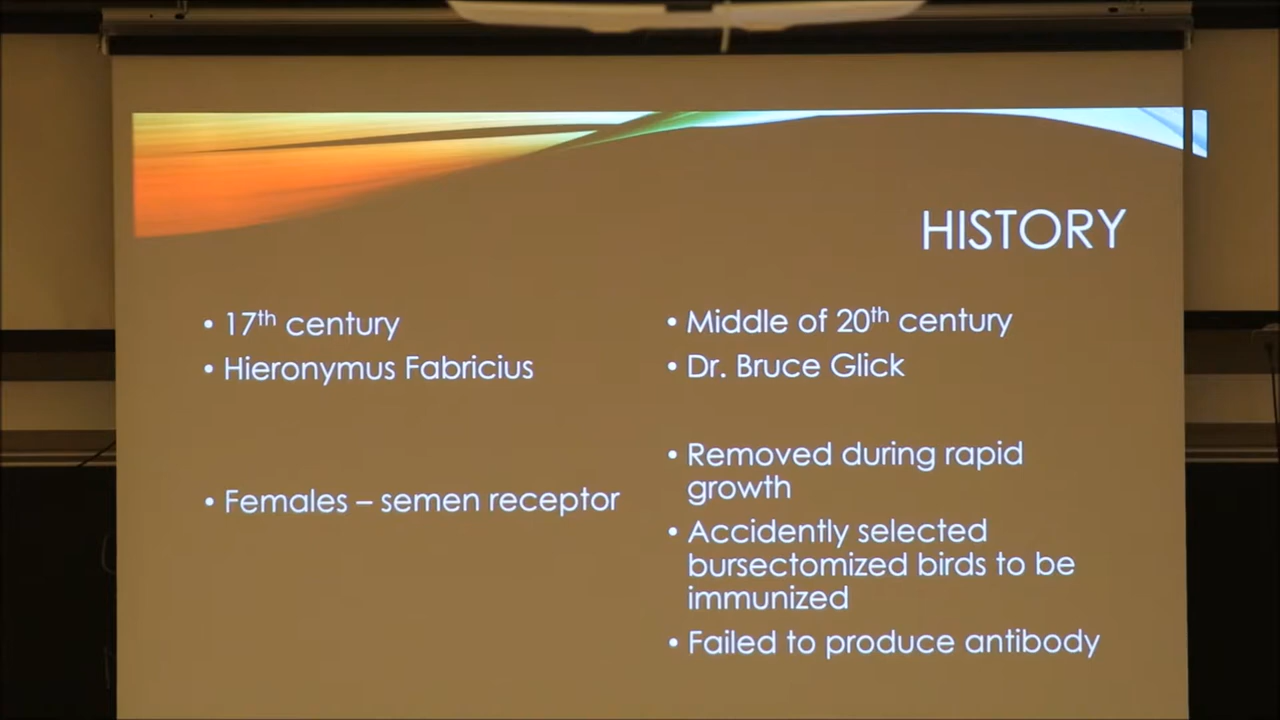 HISTORY
• 17th century
• Hieronymus Fabricius
• Females – semen receptor
• Middle of 20th century
• Dr. Bruce Glick
• Removed during rapid
growth
• Accidently selected
bursectomized birds to be
immunized
• Failed to produce antibody